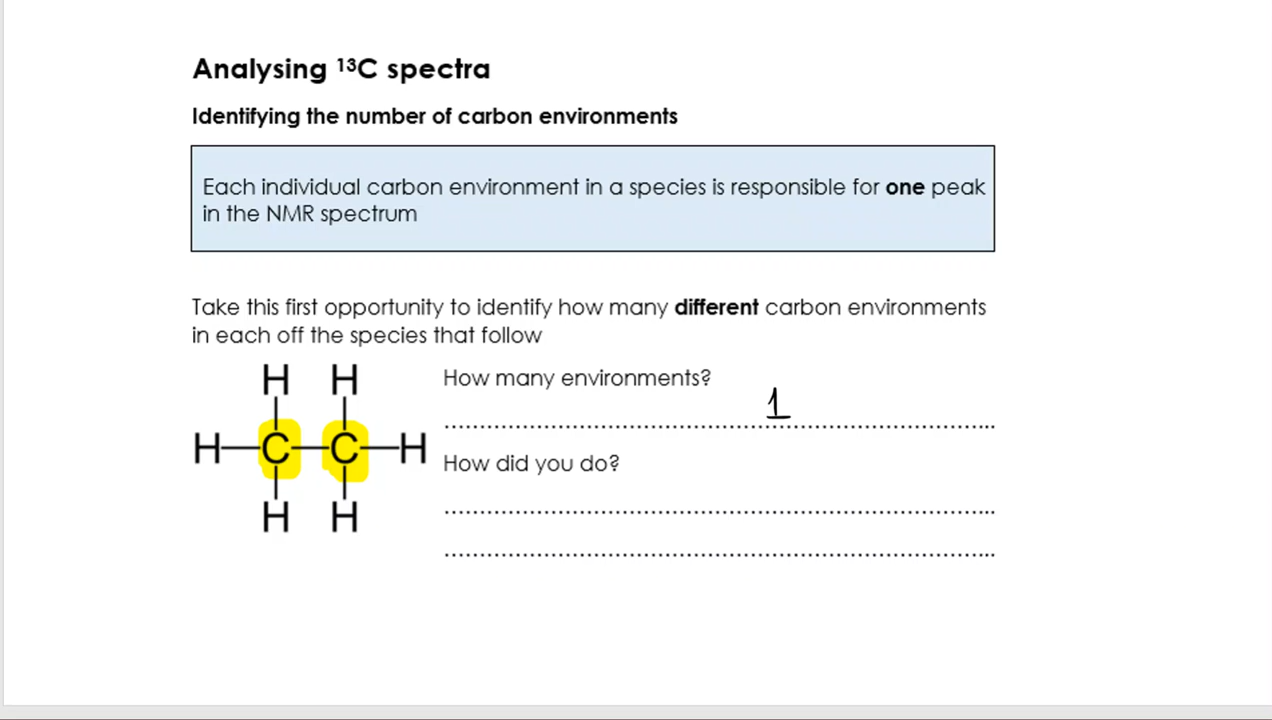 Analysing ¹³C spectra
Identifying the number of carbon environments
Each individual carbon environment in a species is responsible for one peak
in the NMR spectrum
Take this first opportunity to identify how many different carbon environments
in each off the species that follow
H H
H C C H
H H
How many environments?
1
How did you do?